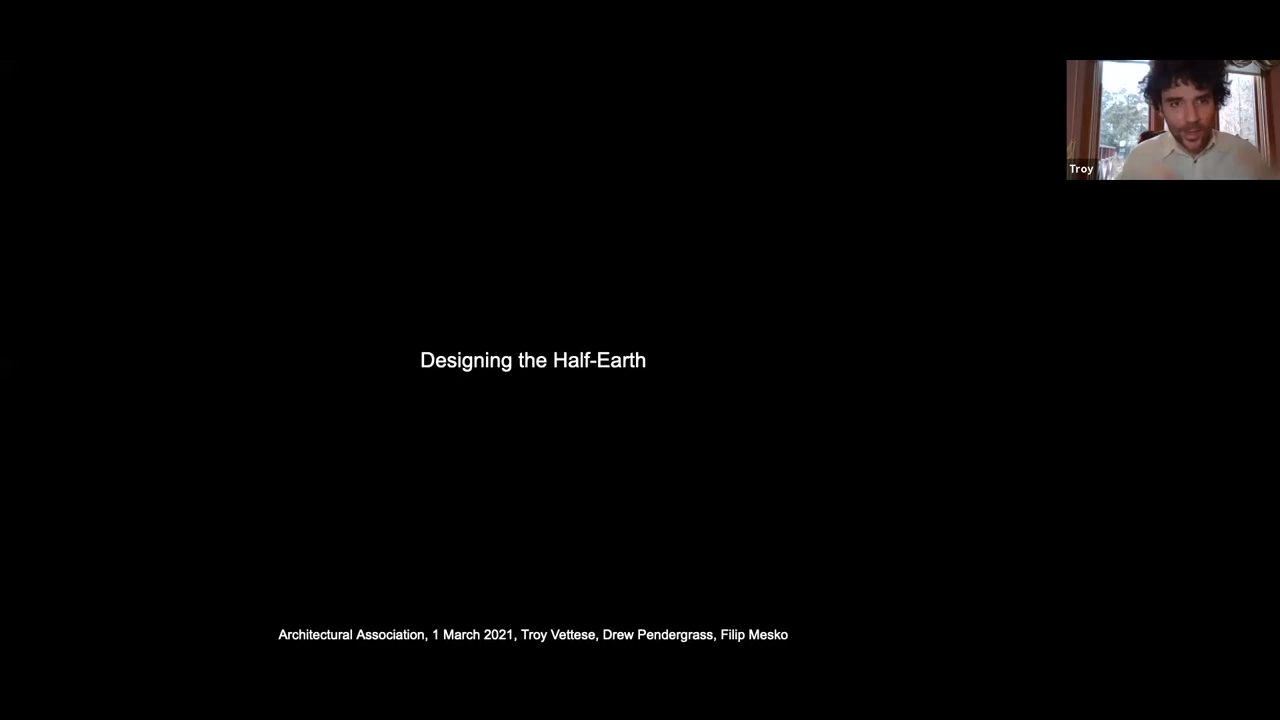 Troy
Designing the Half-Earth
Architectural Association, 1 March 2021, Troy Vettese, Drew Pendergrass, Filip Mesko